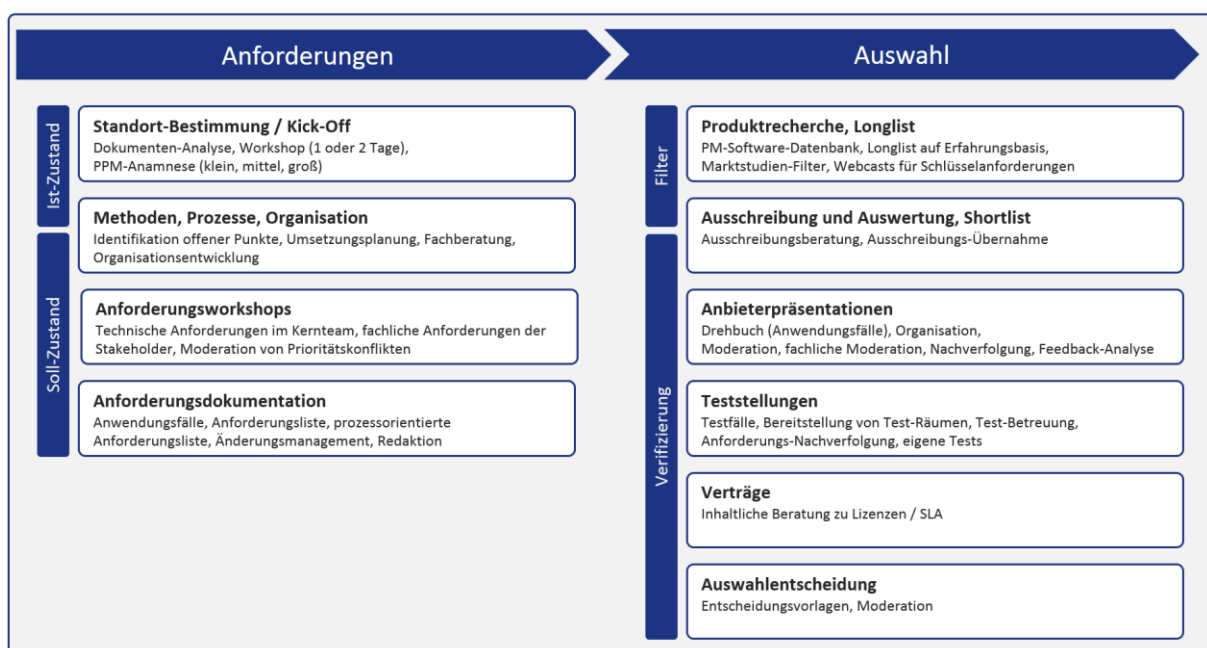 Anforderungen
Ist-Zustand
Standort-Bestimmung / Kick-Off
Dokumenten-Analyse, Workshop (1 oder 2 Tage),
PPM-Anamnese (klein, mittel, groß)
Methoden, Prozesse, Organisation
Identifikation offener Punkte, Umsetzungsplanung, Fachberatung,
Organisationsentwicklung
Soll-Zustand
Anforderungsworkshops
Technische Anforderungen im Kernteam, fachliche Anforderungen der
Stakeholder, Moderation von Prioritätskonflikten
Anforderungsdokumentation
Anwendungsfälle, Anforderungsliste, prozessorientierte
Anforderungsliste, Änderungsmanagement, Redaktion
Auswahl
Filter
Produktrecherche, Longlist
PM-Software-Datenbank, Longlist auf Erfahrungsbasis,
Marktstudien-Filter, Webcasts für Schlüsselanforderungen
Ausschreibung und Auswertung, Shortlist
Ausschreibungsberatung, Ausschreibungs-Übernahme
Verifizierung
Anbieterpräsentationen
Drehbuch (Anwendungsfälle), Organisation,
Moderation, fachliche Moderation, Nachverfolgung, Feedback-Analyse
Teststellungen
Testfälle, Bereitstellung von Test-Räumen, Test-Betreuung,
Anforderungs-Nachverfolgung, eigene Tests
Verträge
Inhaltliche Beratung zu Lizenzen / SLA
Auswahlentscheidung
Entscheidungsvorlagen, Moderation